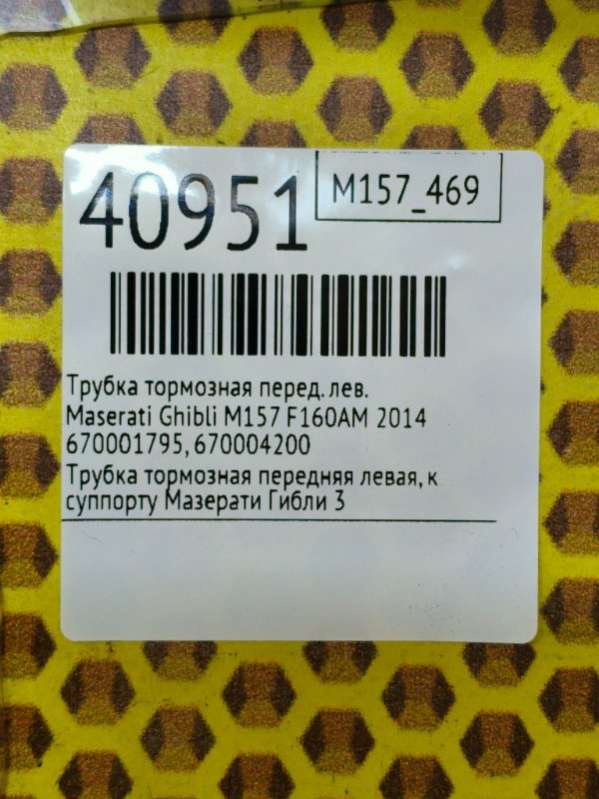 40951
M157_469
Трубка тормозная перед. лев.
Maserati Ghibli M157 F160AM 2014
670001795, 670004200
Трубка тормозная передняя левая, к
суппорту Мазерати Гибли 3